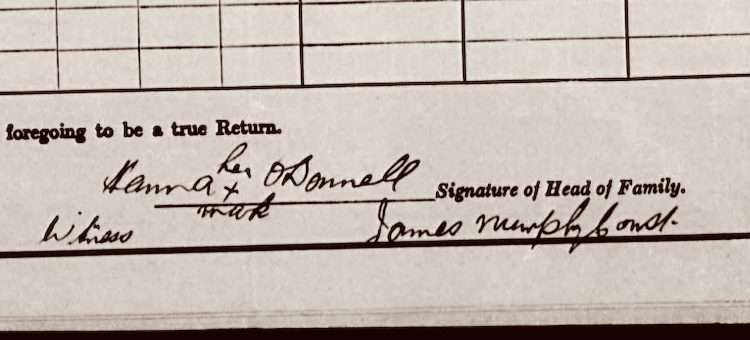 foregoing to be a true Return.
her
Hanna x O'Donnell Signature of Head of Family.
mark
Witness James Murphy Const.